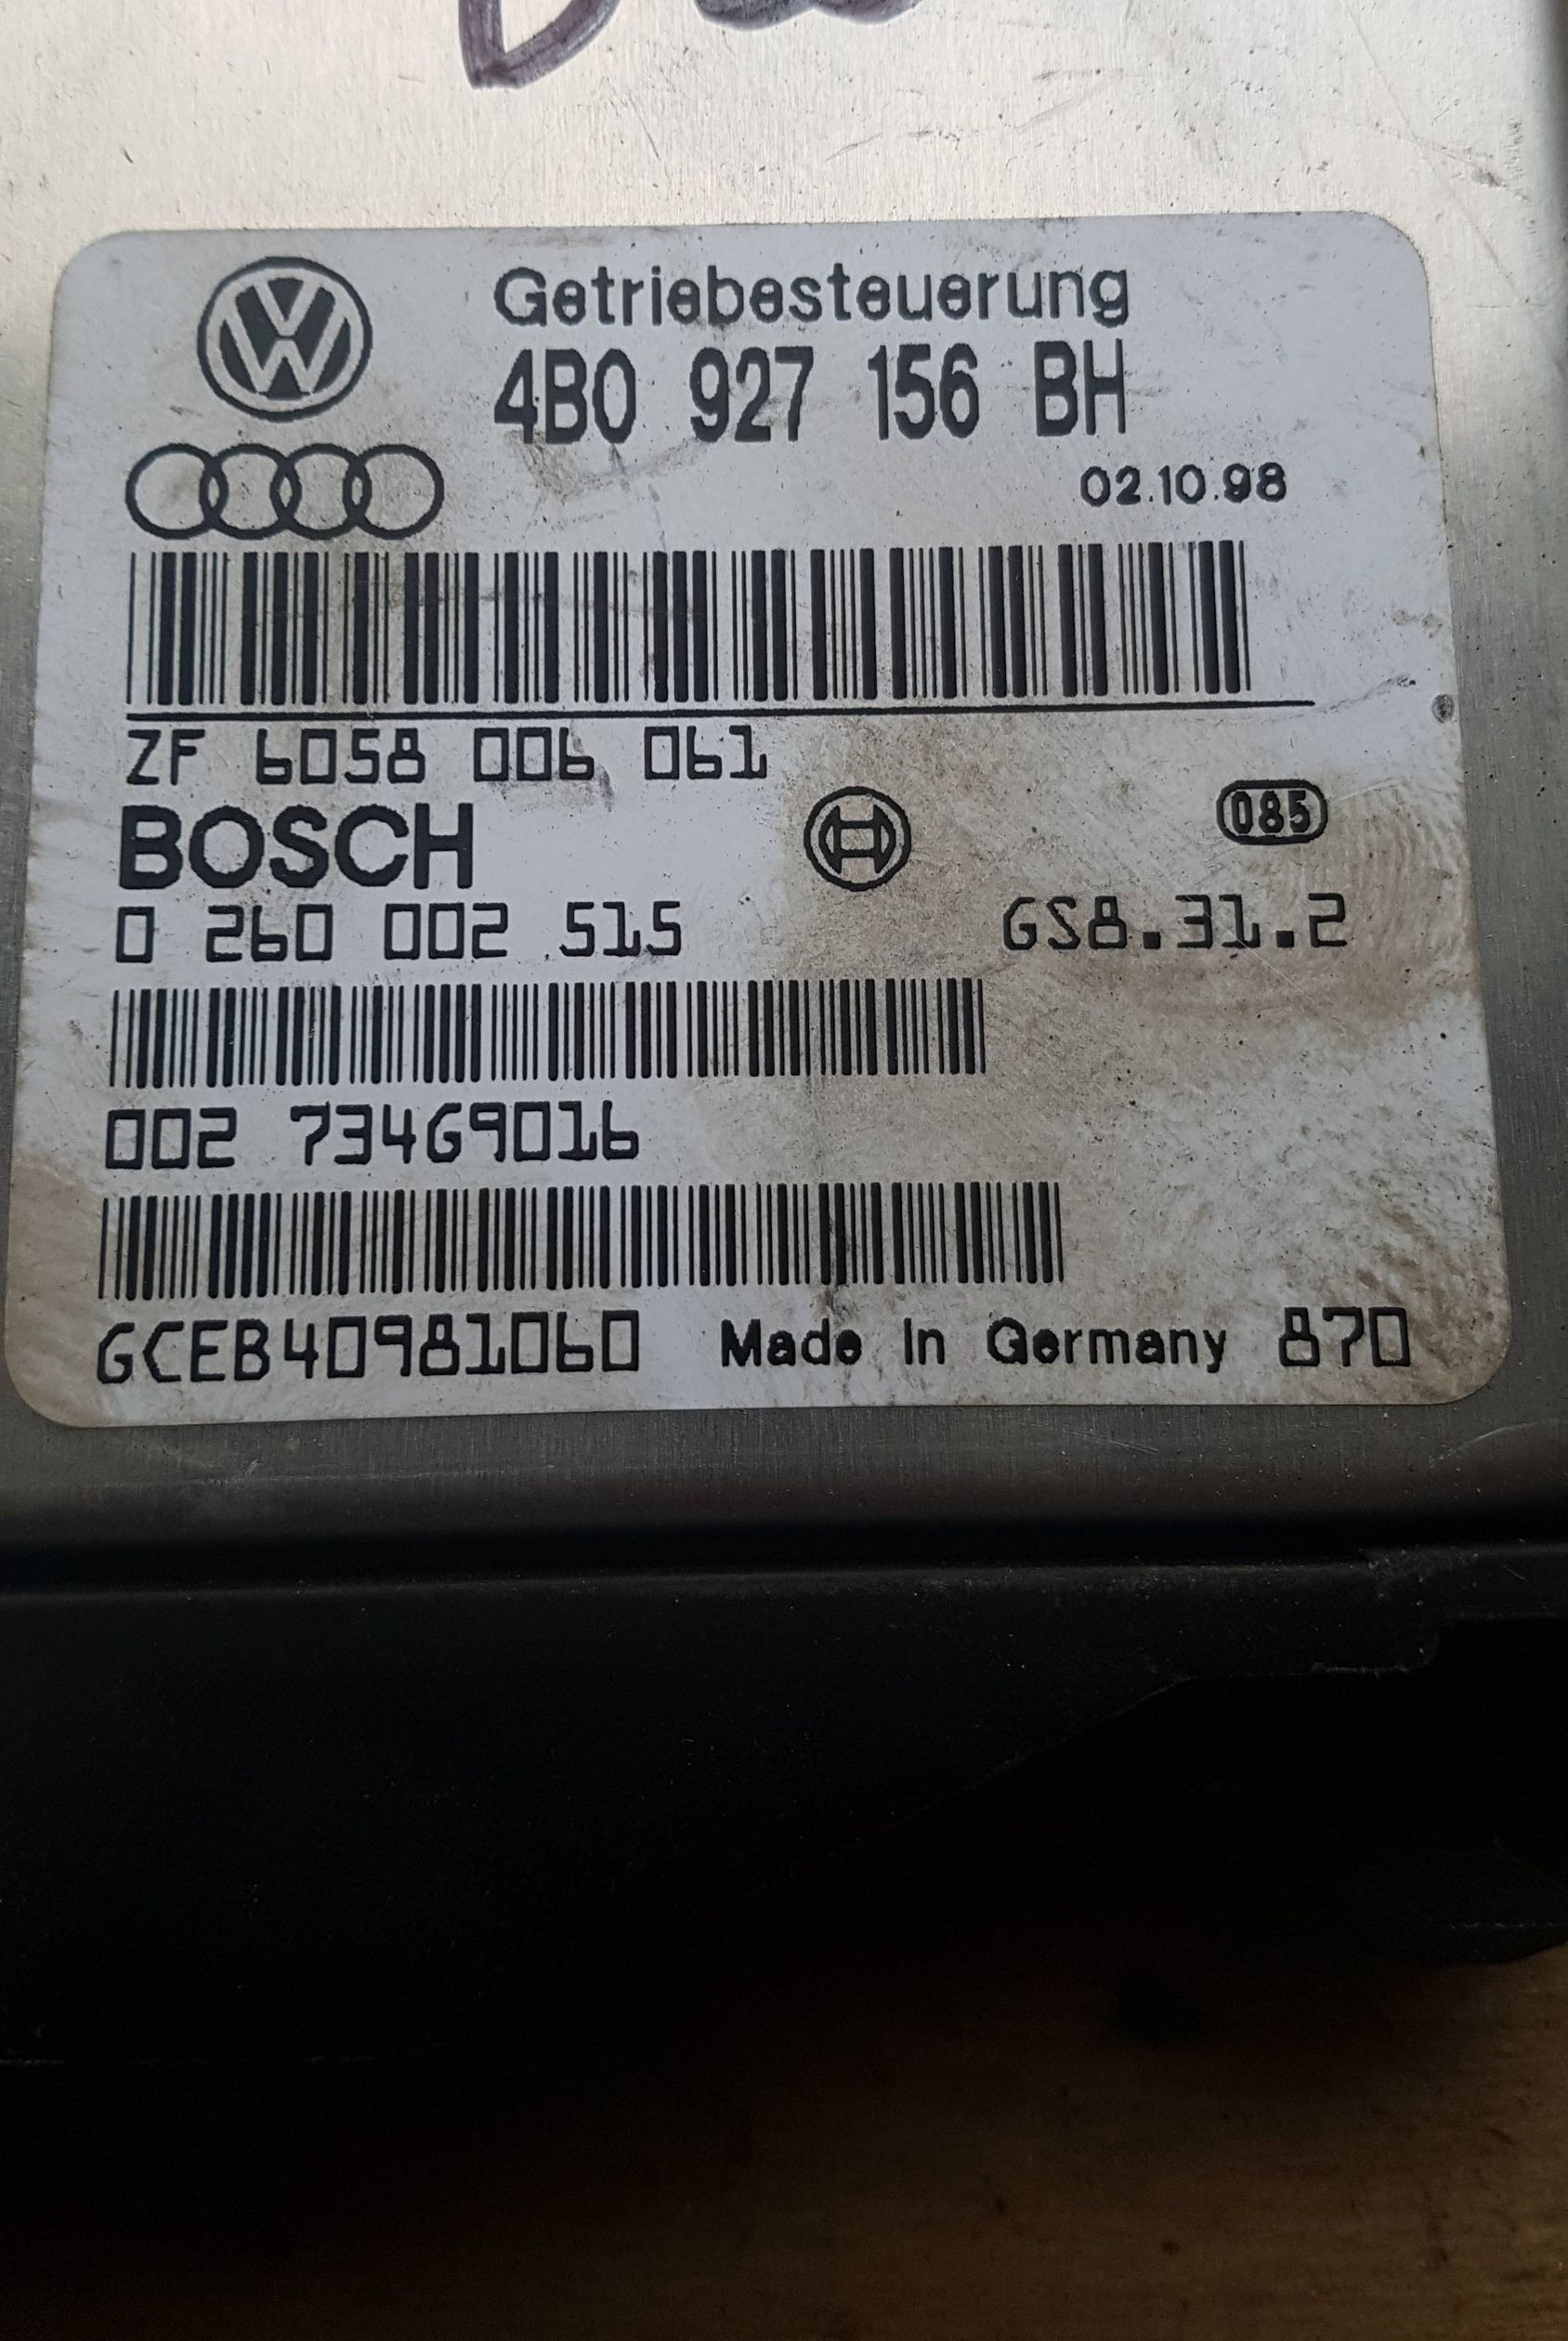 Getriebesteuerung
4B0 927 156 BH
02.10.98
ZF 6058 006 061
BOSCH
085
0 260 002 515 GS8.31.2
002 734G9016
GCEB40981060 Made In Germany 870